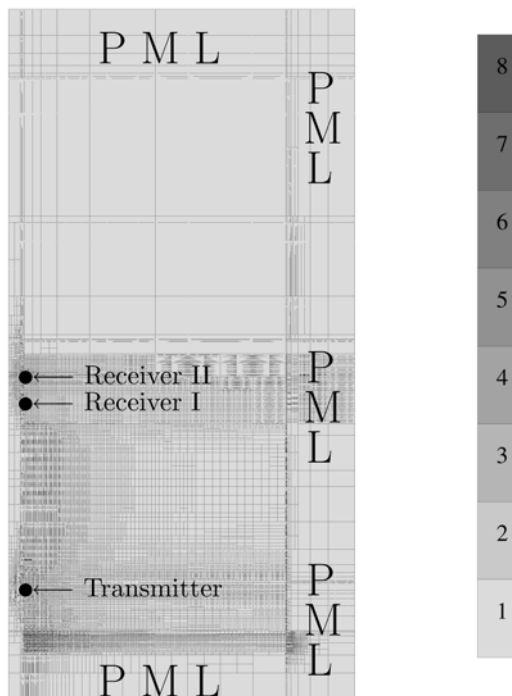 P M L
P
M
L
P
M
L
Receiver II
Receiver I
Transmitter
P
M
L
P M L
8
7
6
5
4
3
2
1